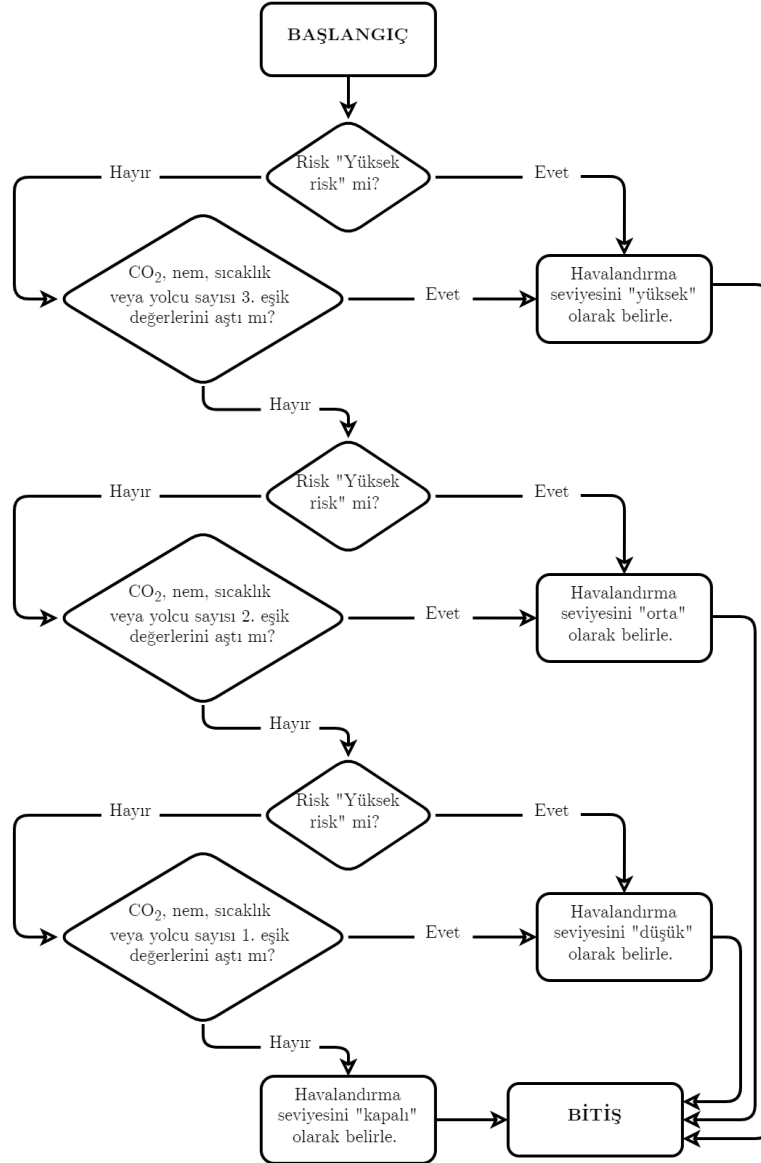 BAŞLANGIÇ
Risk "Yüksek
risk" mi?
Hayır
Evet
CO₂, nem, sıcaklık
veya yolcu sayısı 3. eşik
değerlerini aştı mı?
Evet
Havalandırma
seviyesini "yüksek"
olarak belirle.
Hayır
Risk "Yüksek
risk" mi?
Hayır
Evet
CO₂, nem, sıcaklık
veya yolcu sayısı 2. eşik
değerlerini aştı mı?
Evet
Havalandırma
seviyesini "orta"
olarak belirle.
Hayır
Risk "Yüksek
risk" mi?
Hayır
Evet
CO₂, nem, sıcaklık
veya yolcu sayısı 1. eşik
değerlerini aştı mı?
Evet
Havalandırma
seviyesini "düşük"
olarak belirle.
Hayır
Havalandırma
seviyesini "kapalı"
olarak belirle.
BİTİŞ